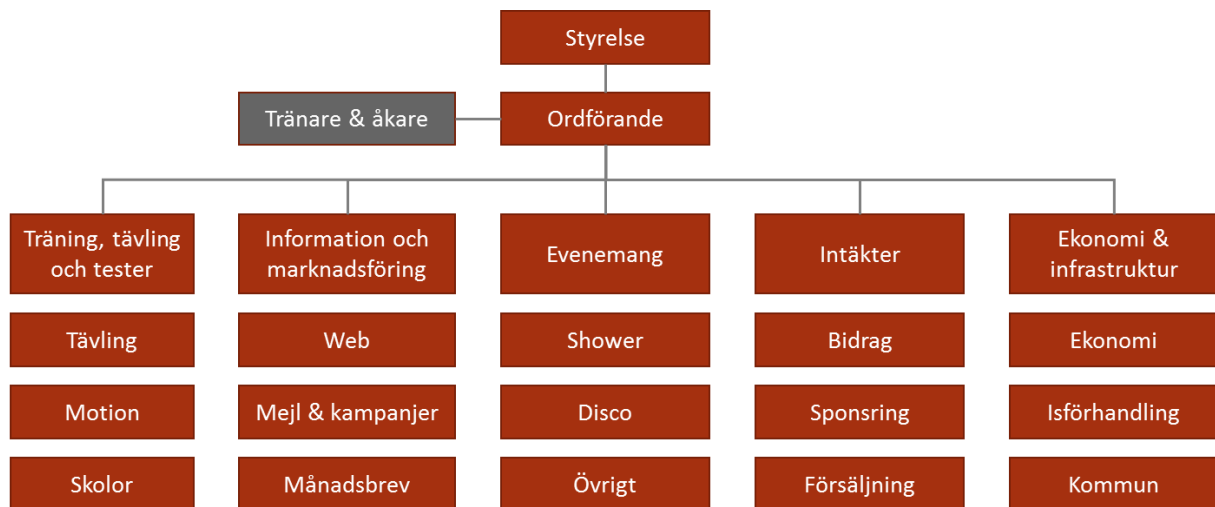 Styrelse
Tränare & åkare
Ordförande
Träning, tävling
och tester
Information och
marknadsföring
Evenemang
Intäkter
Ekonomi &
infrastruktur
Tävling
Web
Shower
Bidrag
Ekonomi
Motion
Mejl & kampanjer
Disco
Sponsring
Isförhandling
Skolor
Månadsbrev
Övrigt
Försäljning
Kommun